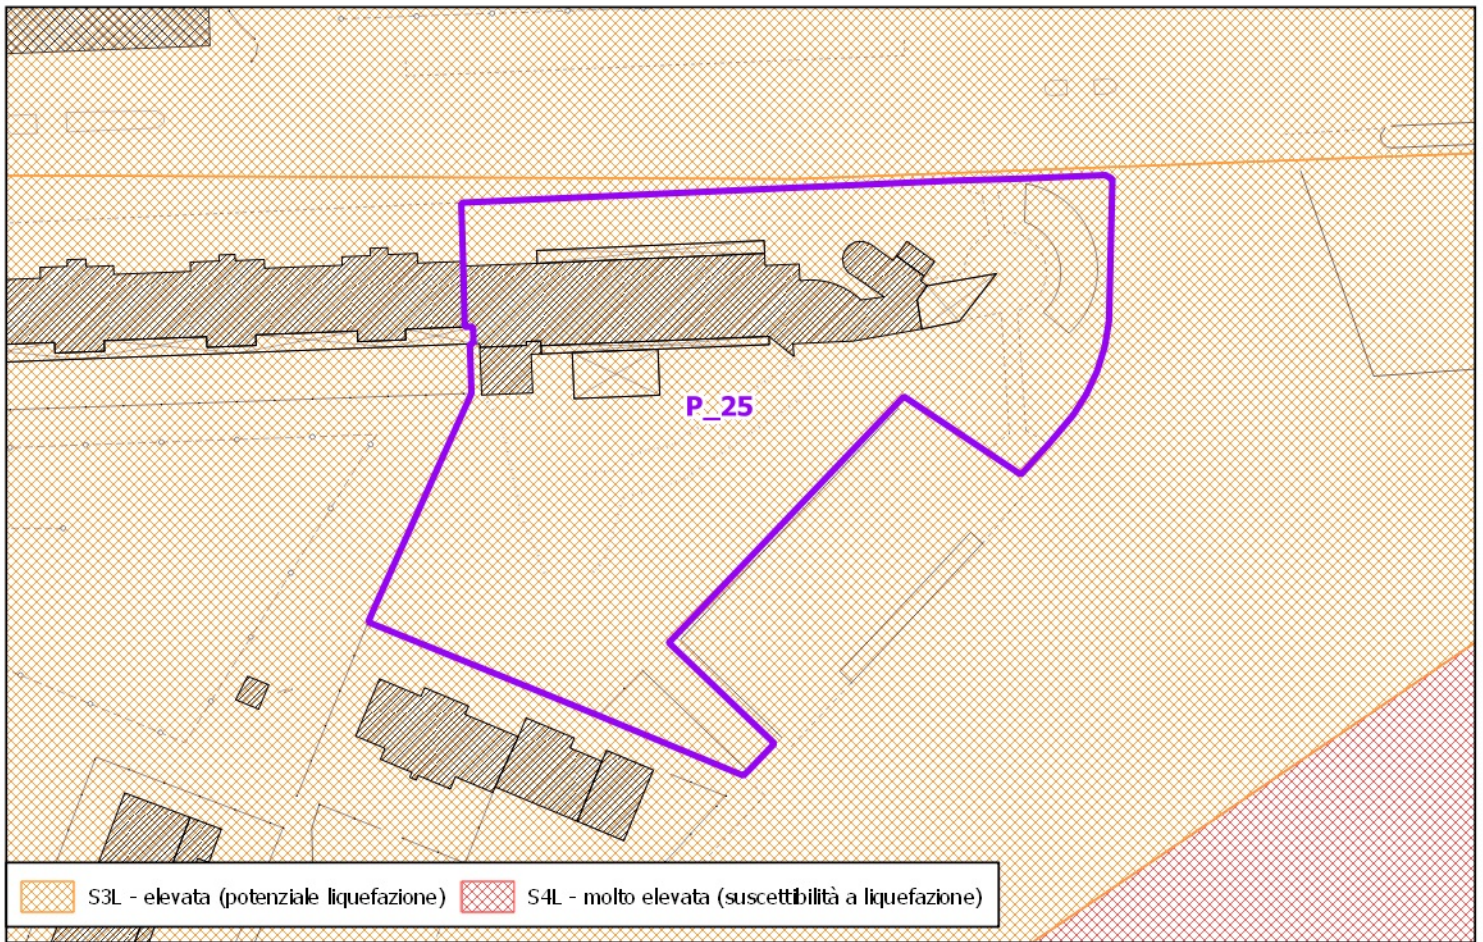 P_25
S3L - elevata (potenziale liquefazione)
S4L - molto elevata (suscettibilità a liquefazione)